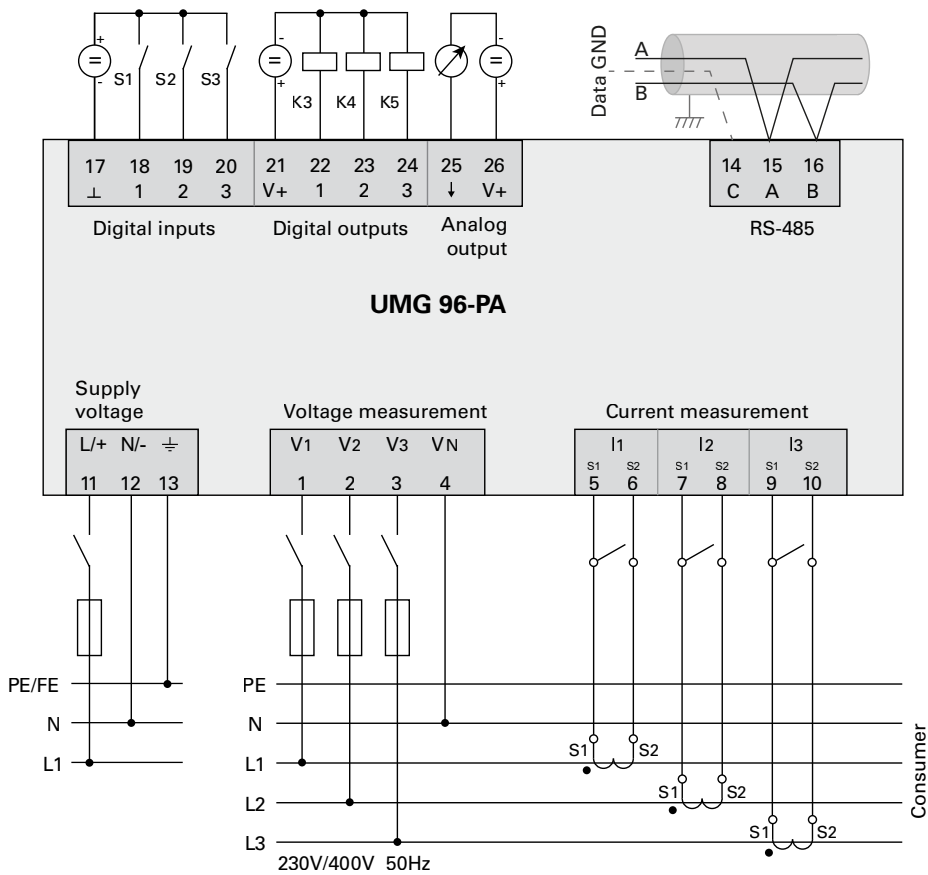 +
-
S1 S2 S3
-
+
K3 K4 K5
-
+
Data GND
A
B
17 18 19 20 21 22 23 24 25 26
⊥ 1 2 3 V+ 1 2 3 ↓ V+
14 15 16
C A B
Digital inputs
Digital outputs
Analog
output
RS-485
UMG 96-PA
Supply
voltage
Voltage measurement
Current measurement
L/+ N/-
V1 V2 V3 VN
I1 I2 I3
S1 S2 S1 S2 S1 S2
11 12 13
1 2 3 4
5 6 7 8 9 10
PE/FE
N
L1
PE
N
L1
L2
L3
230V/400V 50Hz
S1 S2
S1 S2
S1 S2
Consumer